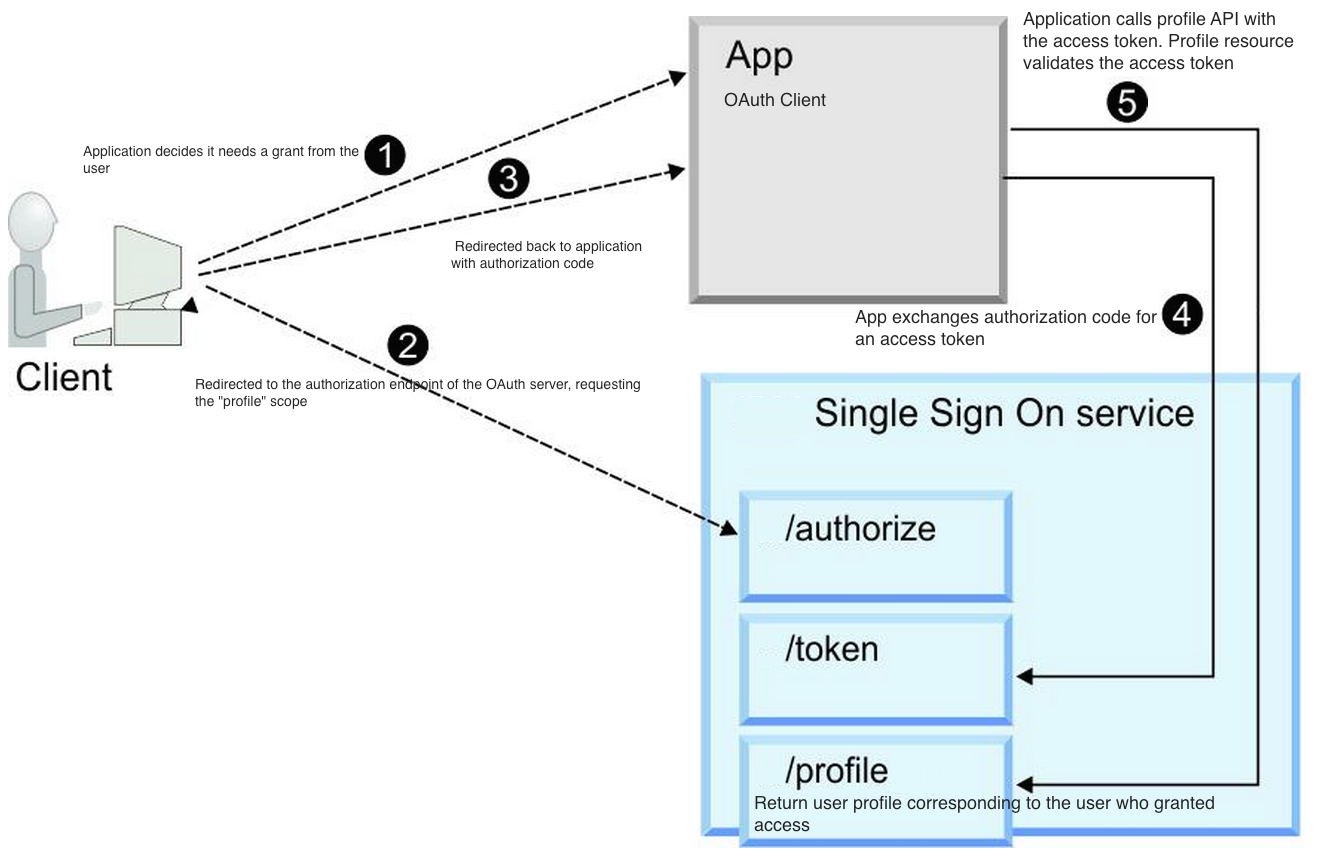 App
OAuth Client
Application calls profile API with
the access token. Profile resource
validates the access token
5
Application decides it needs a grant from the
user
1
3
Redirected back to application
with authorization code
2
Redirected to the authorization endpoint of the OAuth server, requesting
the "profile" scope
Client
App exchanges authorization code for
an access token
4
Single Sign On service
/authorize
/token
/profile
Return user profile corresponding to the user who granted
access